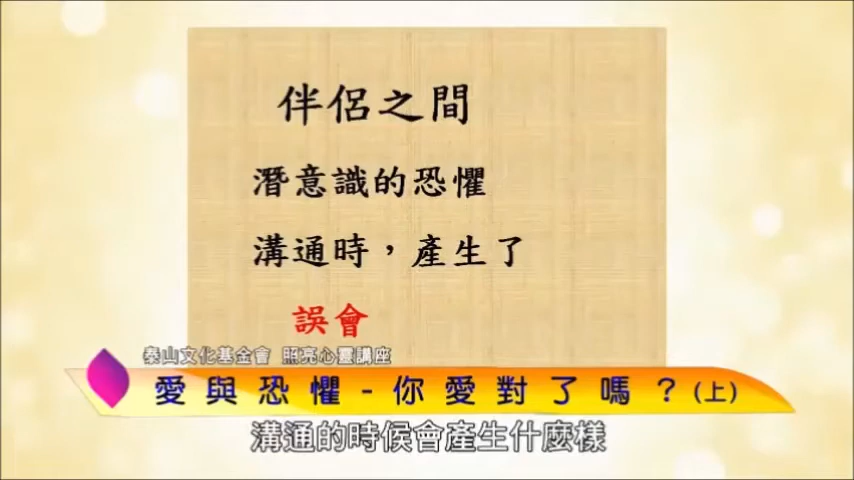 伴侶之間
潛意識的恐懼
溝通時，產生了
誤會
泰山文化基金會 照亮心靈講座
愛與恐懼-你愛對了嗎？(上)
溝通的時候會產生什麼樣